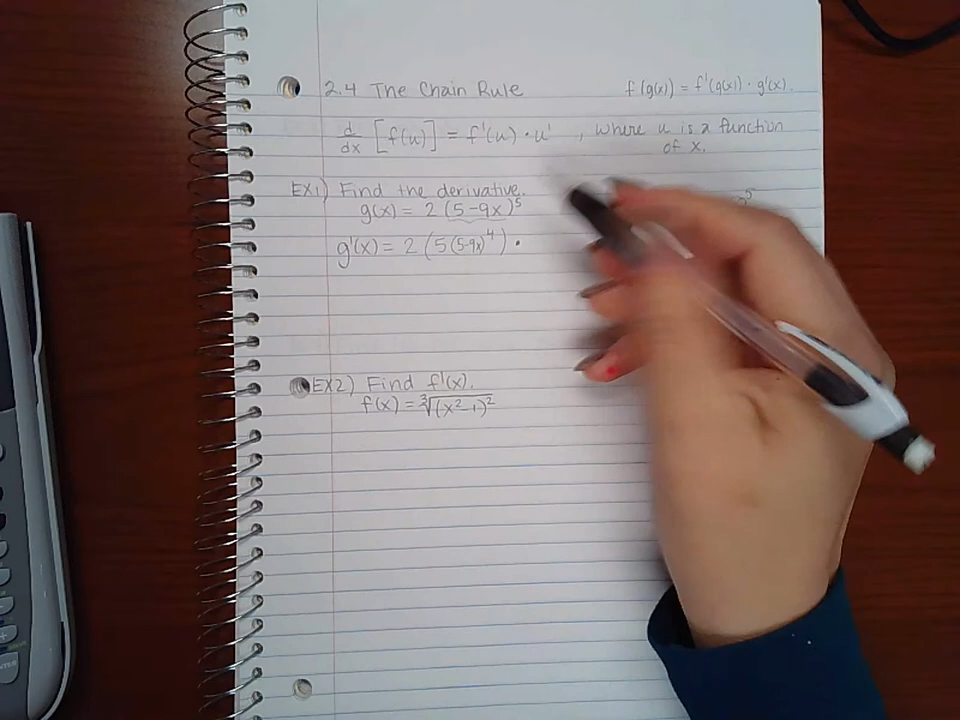 2.4 The Chain Rule
f(g(x)) = f'(g(x)) · g'(x).
d/dx [f(u)] = f'(u) · u' , where u is a function
of x.
EX1) Find the derivative.
g(x) = 2 (5-9x)^5
g'(x) = 2 (5(5-9x)^4) ·
EX2) Find f'(x).
f(x) = ∛(x²-1)²